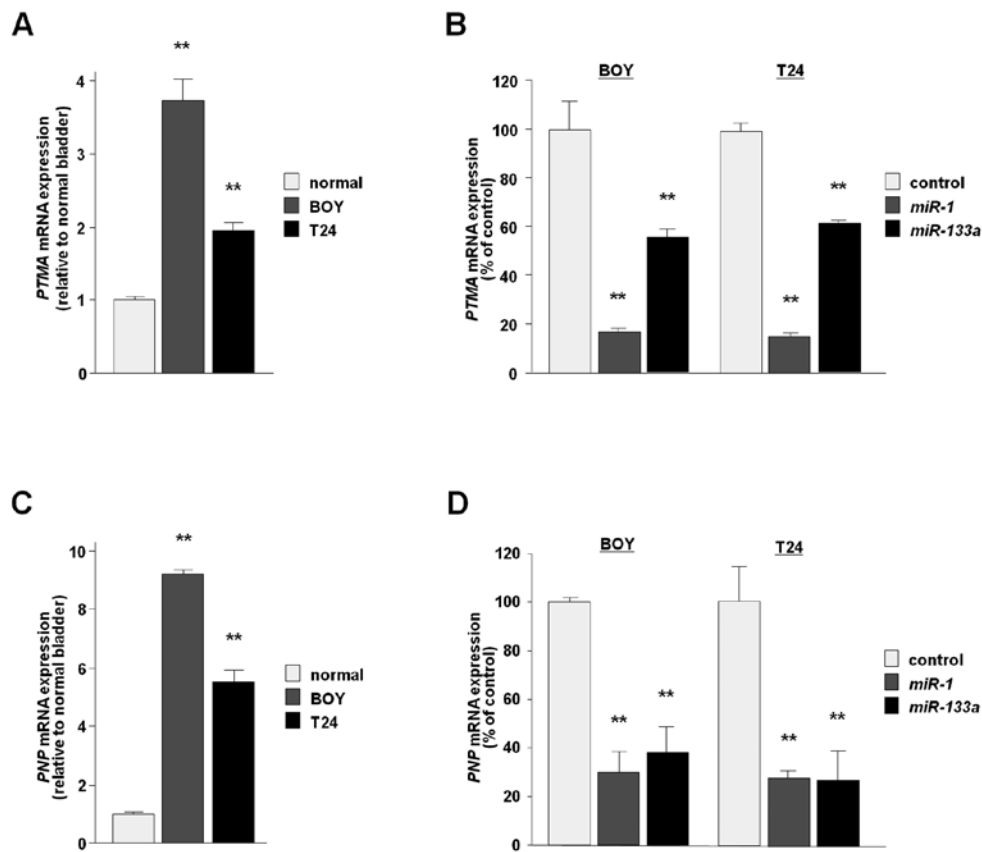 A
PTMA mRNA expression
(relative to normal bladder)
4
3
2
1
0
**
**
normal
BOY
T24
B
PTMA mRNA expression
(% of control)
120
100
80
60
40
20
0
BOY
T24
**
**
**
**
control
miR-1
miR-133a
C
PNP mRNA expression
(relative to normal bladder)
10
8
6
4
2
0
**
**
normal
BOY
T24
D
PNP mRNA expression
(% of control)
120
100
80
60
40
20
0
BOY
T24
**
**
**
**
control
miR-1
miR-133a